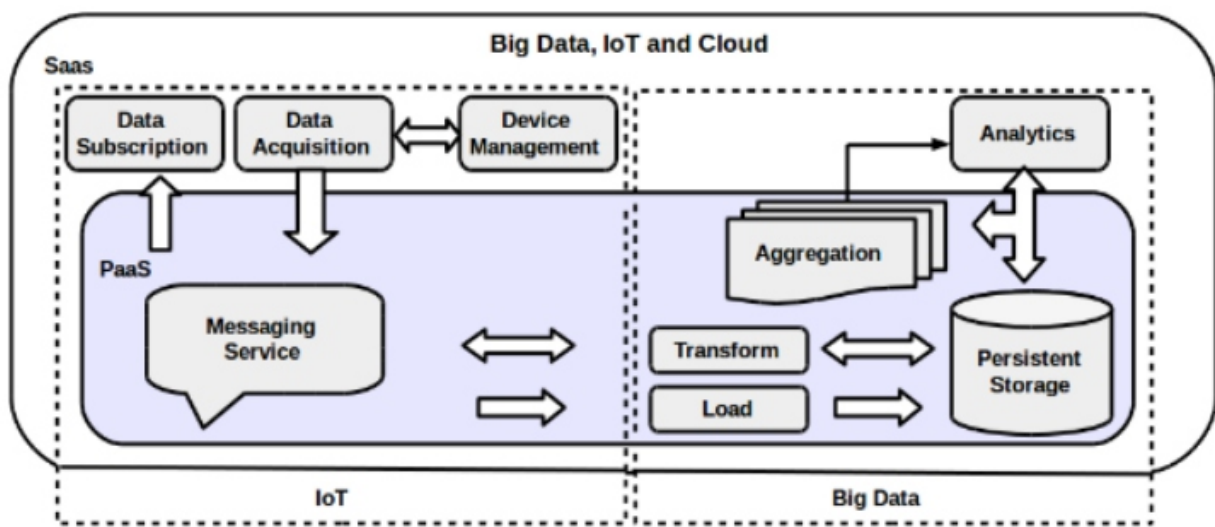 Big Data, IoT and Cloud
Saas
Data
Subscription
Data
Acquisition
Device
Management
Analytics
PaaS
Aggregation
Messaging
Service
Transform
Persistent
Storage
Load
IoT
Big Data